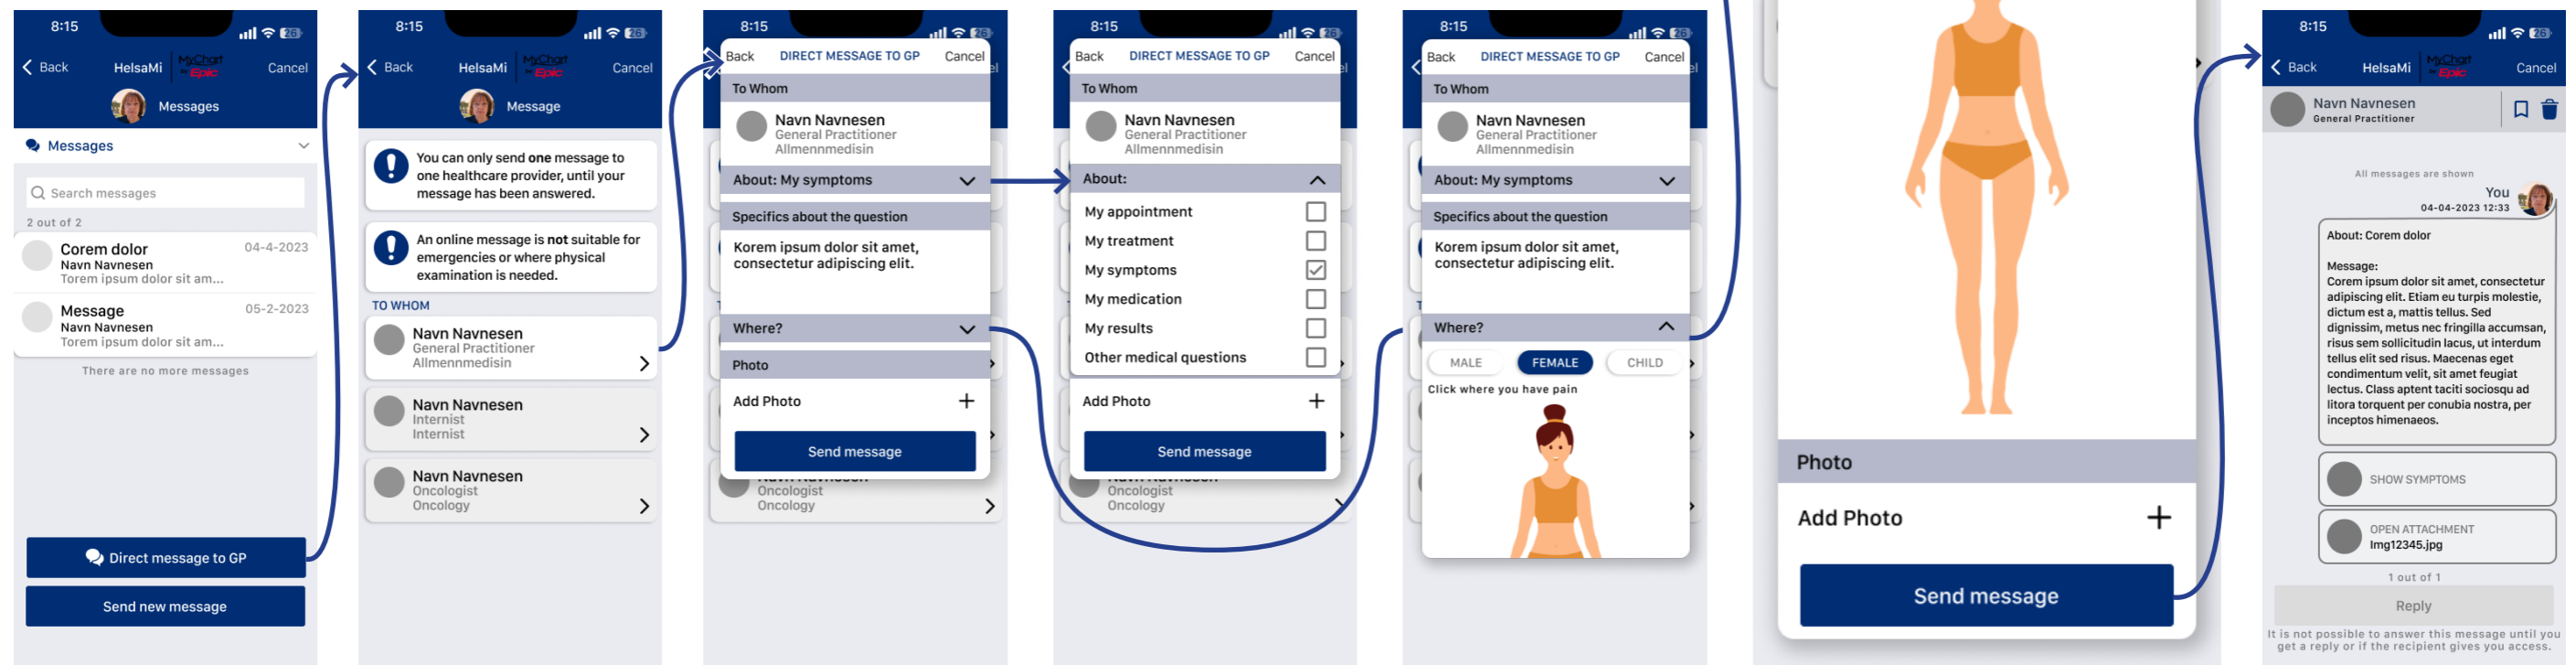 8:15
26
Back
HelsaMi
MyChart
by Epic
Cancel
Messages
Messages
Search messages
2 out of 2
Corem dolor
04-4-2023
Navn Navnesen
Torem ipsum dolor sit am...
Message
05-2-2023
Navn Navnesen
Torem ipsum dolor sit am...
There are no more messages
Direct message to GP
Send new message
8:15
26
Back
HelsaMi
MyChart
by Epic
Cancel
Message
You can only send one message to
one healthcare provider, until your
message has been answered.
An online message is not suitable for
emergencies or where physical
examination is needed.
TO WHOM
Navn Navnesen
General Practitioner
Allmennmedisin
Navn Navnesen
Internist
Internist
Navn Navnesen
Oncologist
Oncology
8:15
26
Back
DIRECT MESSAGE TO GP
Cancel
To Whom
Navn Navnesen
General Practitioner
Allmennmedisin
About: My symptoms
Specifics about the question
Korem ipsum dolor sit amet,
consectetur adipiscing elit.
Where?
Photo
Add Photo
Send message
Navn Navnesen
Oncologist
Oncology
8:15
26
Back
DIRECT MESSAGE TO GP
Cancel
To Whom
Navn Navnesen
General Practitioner
Allmennmedisin
About:
My appointment
My treatment
My symptoms
My medication
My results
Other medical questions
Add Photo
Send message
Navn Navnesen
Oncologist
Oncology
8:15
26
Back
DIRECT MESSAGE TO GP
Cancel
To Whom
Navn Navnesen
General Practitioner
Allmennmedisin
About: My symptoms
Specifics about the question
Korem ipsum dolor sit amet,
consectetur adipiscing elit.
Where?
MALE
FEMALE
CHILD
Click where you have pain
Photo
Add Photo
Send message
8:15
26
Back
HelsaMi
MyChart
by Epic
Cancel
Navn Navnesen
General Practitioner
All messages are shown
You
04-04-2023 12:33
About: Corem dolor
Message:
Corem ipsum dolor sit amet, consectetur
adipiscing elit. Etiam eu turpis molestie,
dictum est a, mattis tellus. Sed
dignissim, metus nec fringilla accumsan,
risus sem sollicitudin lacus, ut interdum
tellus elit sed risus. Maecenas eget
condimentum velit, sit amet feugiat
lectus. Class aptent taciti sociosqu ad
litora torquent per conubia nostra, per
inceptos himenaeos.
SHOW SYMPTOMS
OPEN ATTACHMENT
Img12345.jpg
1 out of 1
Reply
It is not possible to answer this message until you
get a reply or if the recipient gives you access.